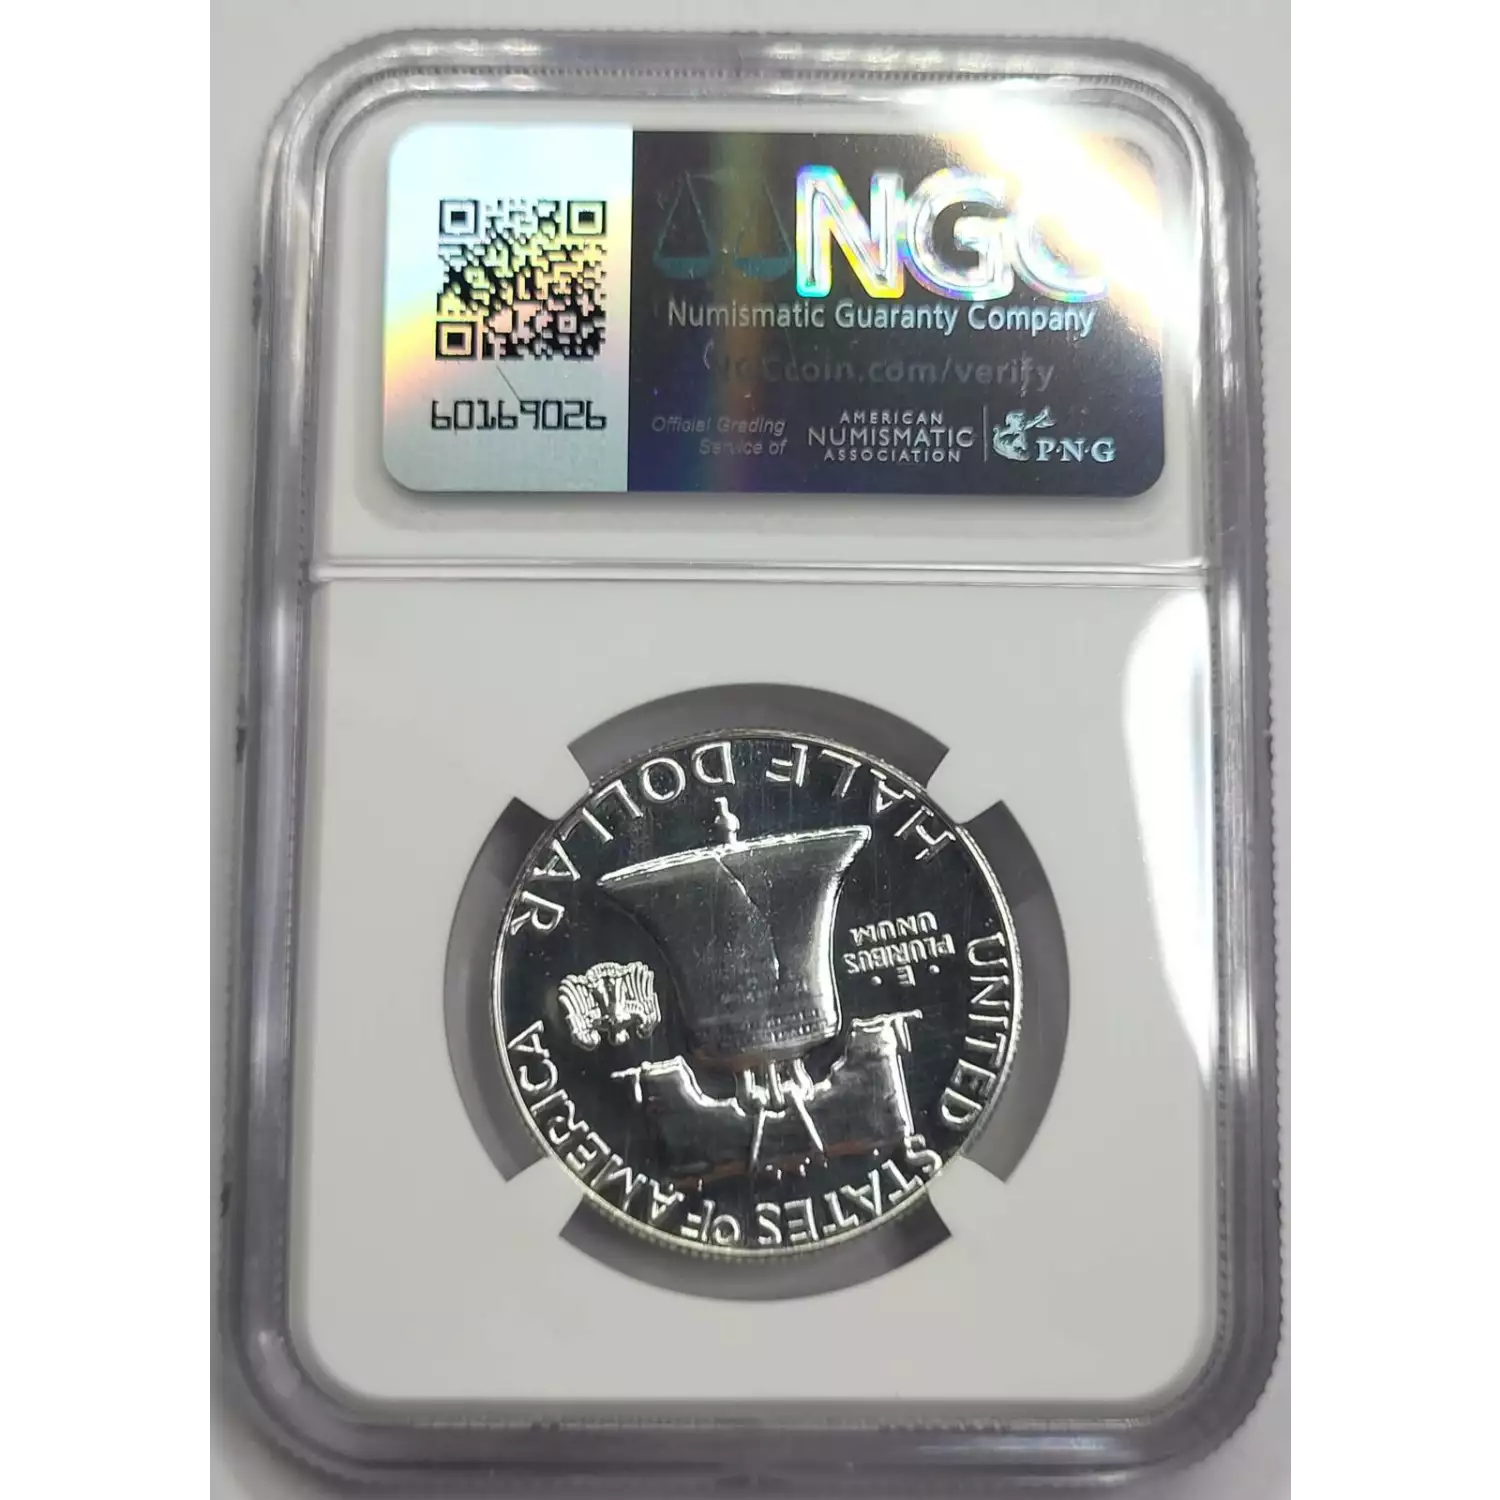 NGC
Numismatic Guaranty Company
NGCcoin.com/verify
60169026
Official Grading
Service of
AMERICAN
NUMISMATIC
ASSOCIATION
P·N·G
UNITED STATES OF AMERICA
·E·
PLURIBUS
UNUM
HALF DOLLAR